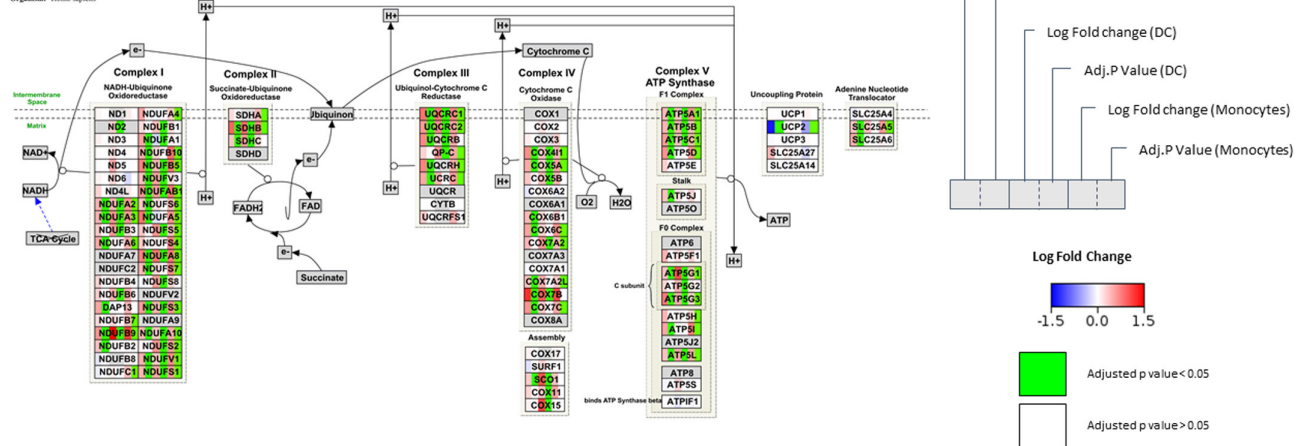 H+
H+
H+
e-
Cytochrome C
Complex I
NADH-Ubiquinone
Oxidoreductase
Complex II
Succinate-Ubiquinone
Oxidoreductase
Complex III
Ubiquinol-Cytochrome C
Reductase
Complex IV
Cytochrome C
Oxidase
Complex V
ATP Synthase
F1 Complex
Uncoupling Protein
Adenine Nucleotide
Translocator
Intermembrane
Space
Matrix
NAD+
NADH
TCA Cycle
ND1 NDUFA4
ND2 NDUFB1
ND3 NDUFA1
ND4 NDUFB10
ND5 NDUFB5
ND6 NDUFV3
ND4L NDUFAB1
NDUFA2 NDUFS6
NDUFA3 NDUFA5
NDUFB3 NDUFS5
NDUFA6 NDUFS4
NDUFA7 NDUFA8
NDUFC2 NDUFS7
NDUFB4 NDUFS8
NDUFB6 NDUFV2
DAP13 NDUFS3
NDUFB7 NDUFA9
NDUFB9 NDUFA10
NDUFB2 NDUFS2
NDUFB8 NDUFV1
NDUFC1 NDUFS1
H+
SDHA
SDHB
SDHC
SDHD
Ubiquinon
e-
FADH2
FAD
e-
Succinate
H+
UQCRC1
UQCRC2
UQCRB
QP-C
UQCRH
UCRC
UQCR
CYTB
UQCRFS1
H+
COX1
COX2
COX3
COX4I1
COX5A
COX5B
COX6A2
COX6A1
COX6B1
COX6C
COX7A2
COX7A3
COX7A1
COX7A2L
COX7B
COX7C
COX8A
Assembly
COX17
SURF1
SCO1
COX11
COX15
O2
H2O
ATP5A1
ATP5B
ATP5C1
ATP5D
ATP5E
Stalk
ATP5J
ATP5O
F0 Complex
ATP6
ATP5F1
C subunit
ATP5G1
ATP5G2
ATP5G3
ATP5H
ATP5I
ATP5J2
ATP5L
ATP8
ATP5S
binds ATP Synthase beta
ATPIF1
ATP
H+
UCP1
UCP2
UCP3
SLC25A27
SLC25A14
SLC25A4
SLC25A5
SLC25A6
Log Fold change (DC)
Adj.P Value (DC)
Log Fold change (Monocytes)
Adj.P Value (Monocytes)
Log Fold Change
-1.5 0.0 1.5
Adjusted p value<0.05
Adjusted p value>0.05